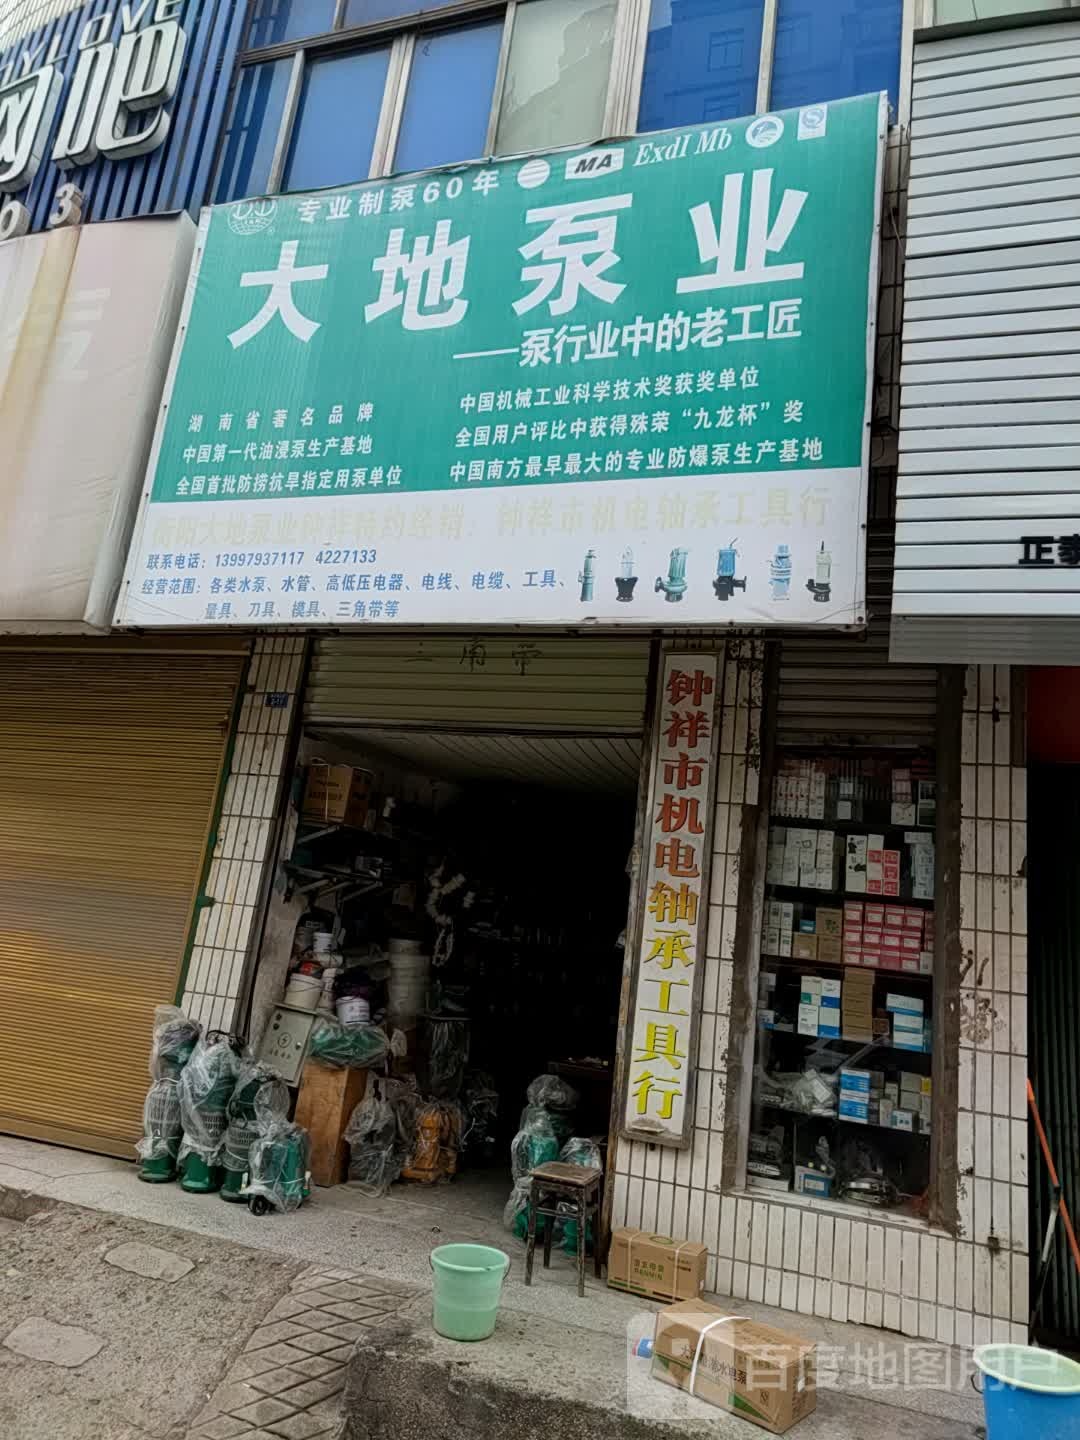 HYLOVE
网吧
03
专业制泵60年
MA
ExdI Mb
大地泵业
——泵行业中的老工匠
湖南省著名品牌
中国第一代油浸泵生产基地
全国首批防捞抗旱指定用泵单位
中国机械工业科学技术奖获奖单位
全国用户评比中获得殊荣“九龙杯”奖
中国南方最早最大的专业防爆泵生产基地
衡阳大地泵业钟祥特约经销：钟祥市机电轴承工具行
联系电话：13997937117 4227133
经营范围：各类水泵、水管、高低压电器、电线、电缆、工具、
量具、刀具、模具、三角带等
正泰
三角带
钟祥市机电轴承工具行
百度地图用户